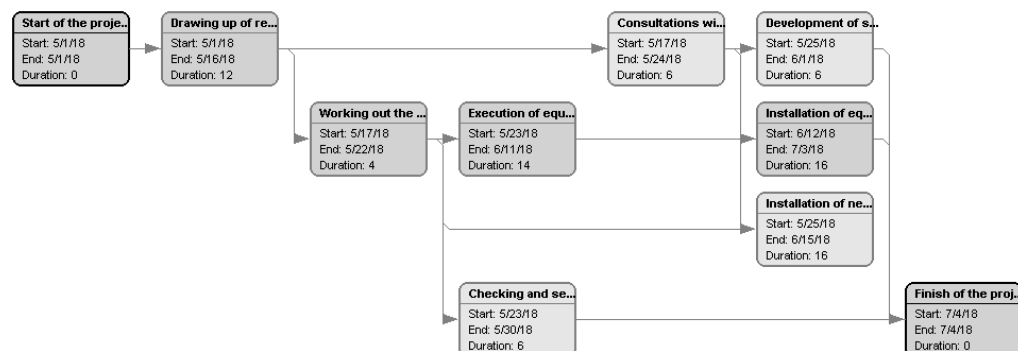 Start of the proje...
Start: 5/1/18
End: 5/1/18
Duration: 0
Drawing up of re...
Start: 5/1/18
End: 5/16/18
Duration: 12
Consultations wi...
Start: 5/17/18
End: 5/24/18
Duration: 6
Development of s...
Start: 5/25/18
End: 6/1/18
Duration: 6
Working out the ...
Start: 5/17/18
End: 5/22/18
Duration: 4
Execution of equ...
Start: 5/23/18
End: 6/11/18
Duration: 14
Installation of eq...
Start: 6/12/18
End: 7/3/18
Duration: 16
Installation of ne...
Start: 5/25/18
End: 6/15/18
Duration: 16
Checking and se...
Start: 5/23/18
End: 5/30/18
Duration: 6
Finish of the proj...
Start: 7/4/18
End: 7/4/18
Duration: 0